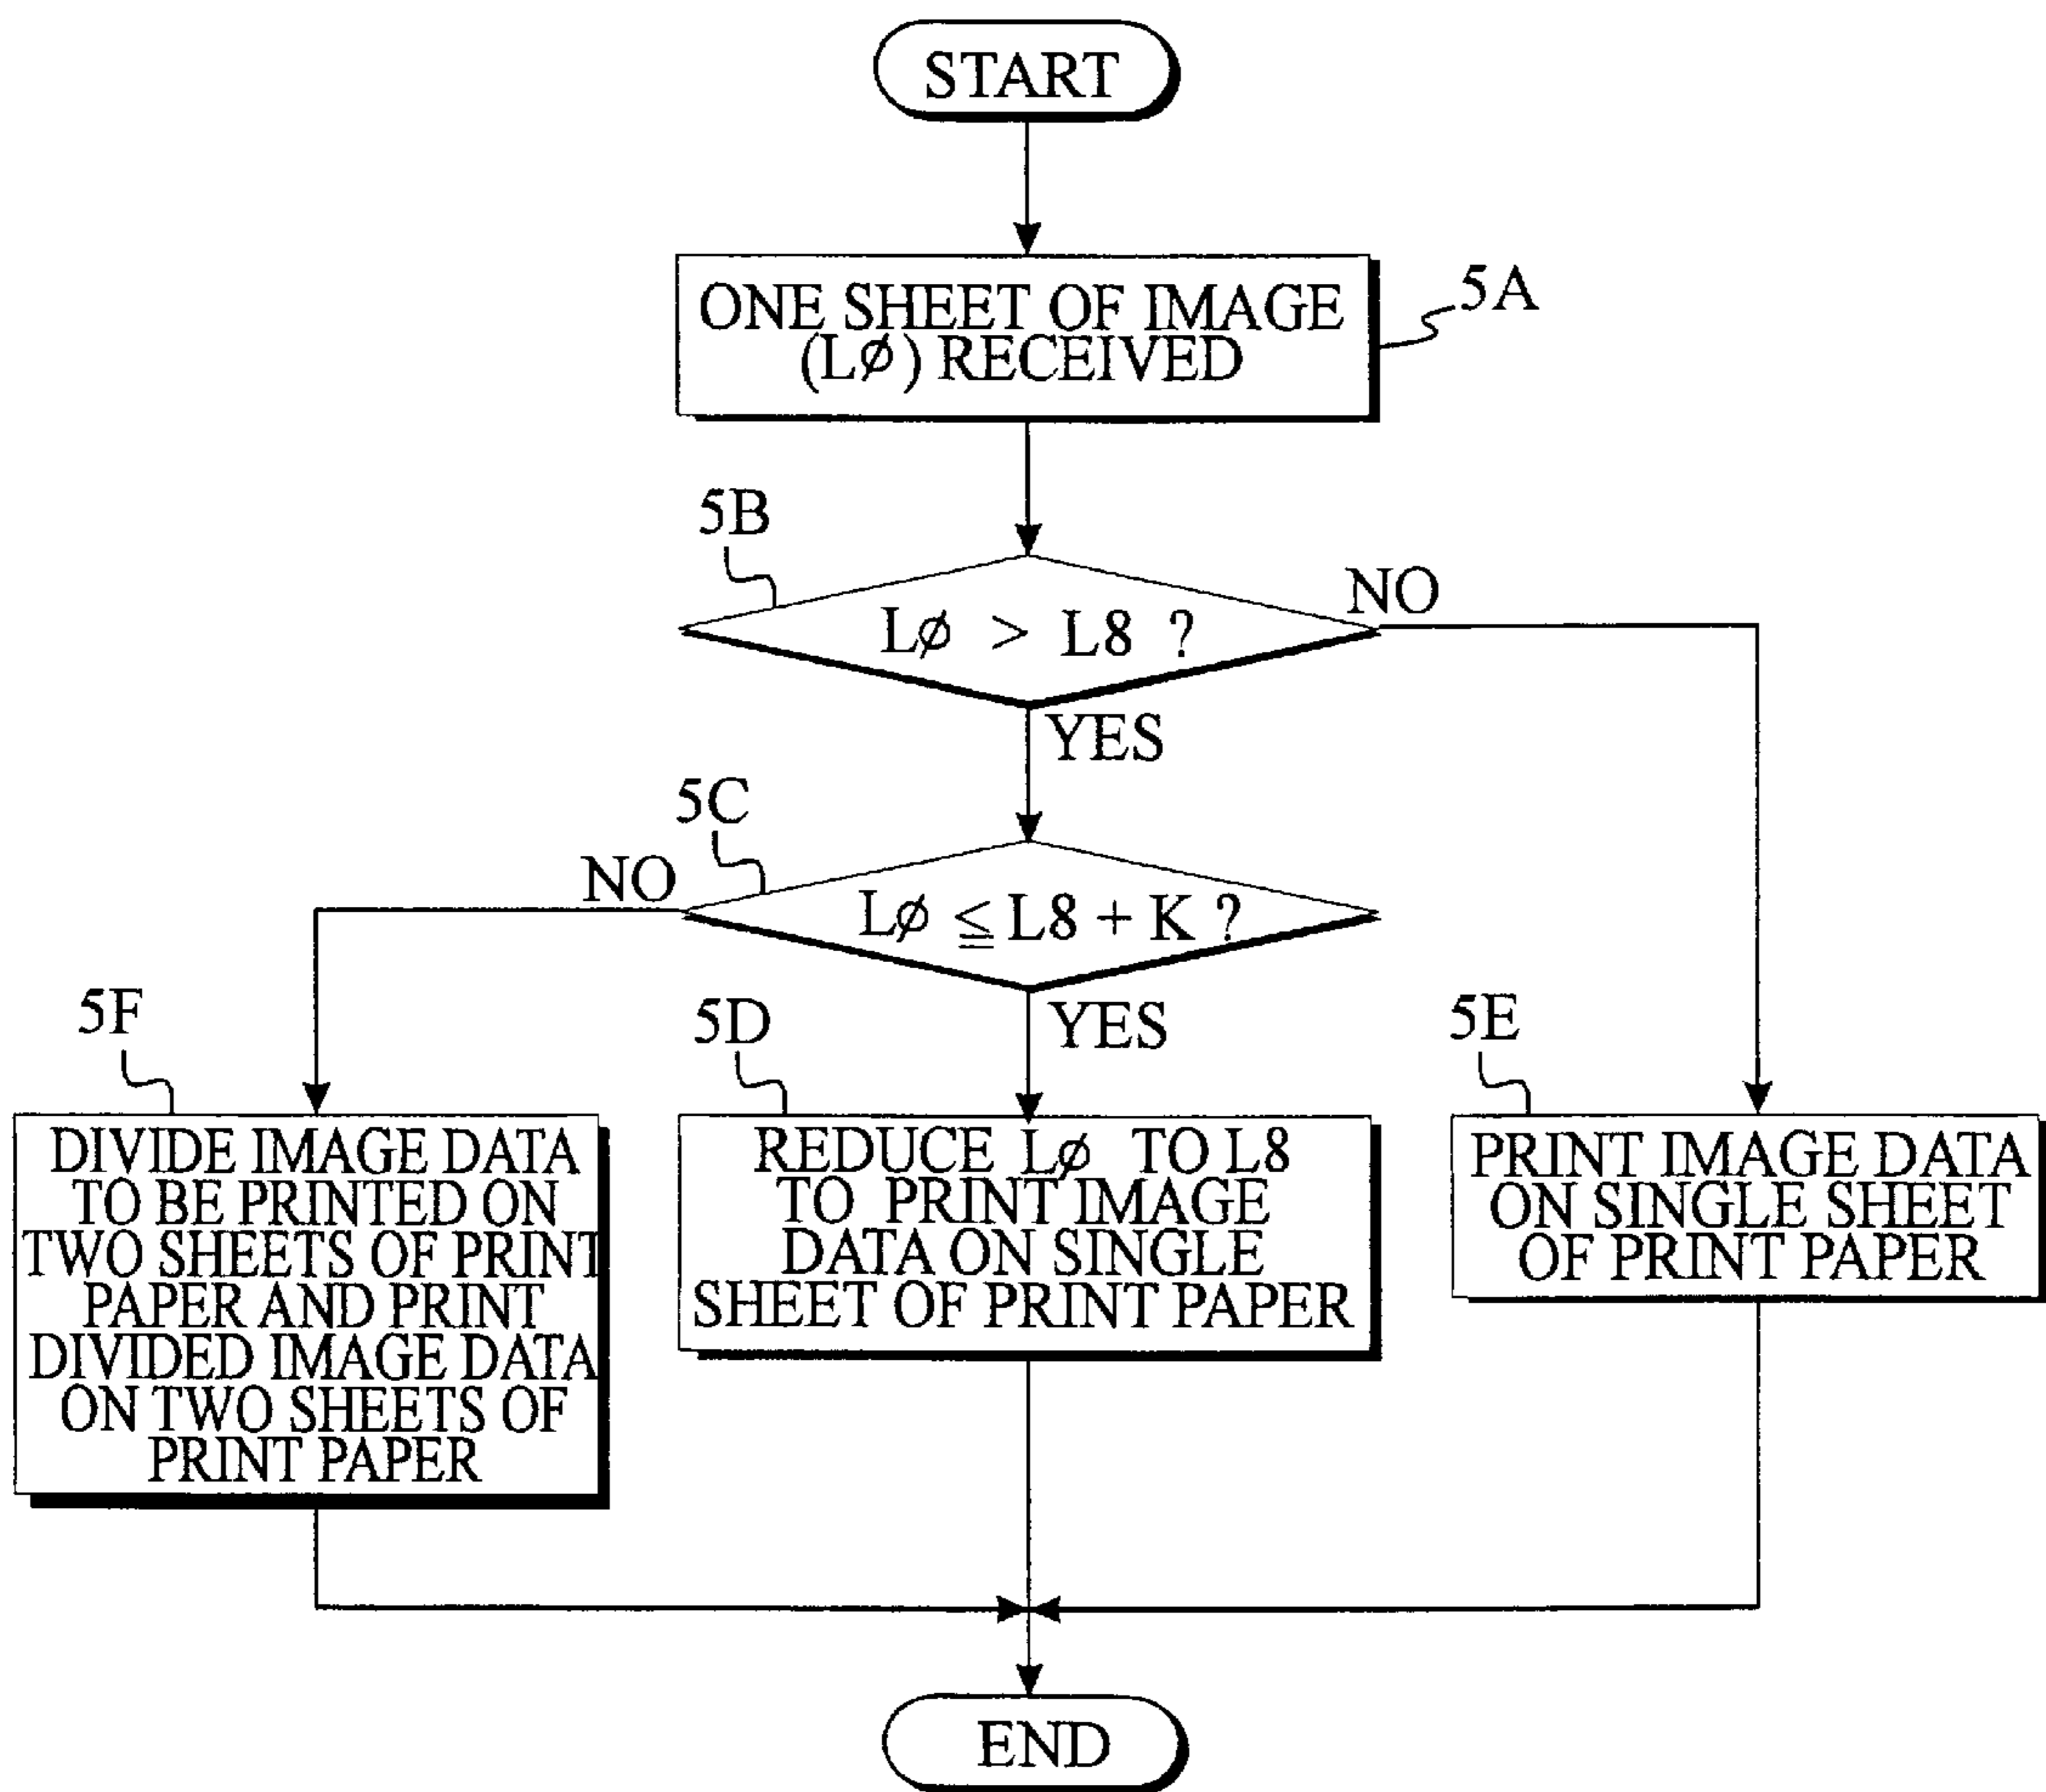 START
ONE SHEET OF IMAGE
(LØ) RECEIVED
5A
5B
LØ > L8 ?
NO
YES
5C
NO
LØ ≦ L8 + K ?
YES
5F
DIVIDE IMAGE DATA
TO BE PRINTED ON
TWO SHEETS OF PRINT
PAPER AND PRINT
DIVIDED IMAGE DATA
ON TWO SHEETS OF
PRINT PAPER
5D
REDUCE LØ TO L8
TO PRINT IMAGE
DATA ON SINGLE
SHEET OF PRINT PAPER
5E
PRINT IMAGE DATA
ON SINGLE SHEET
OF PRINT PAPER
END